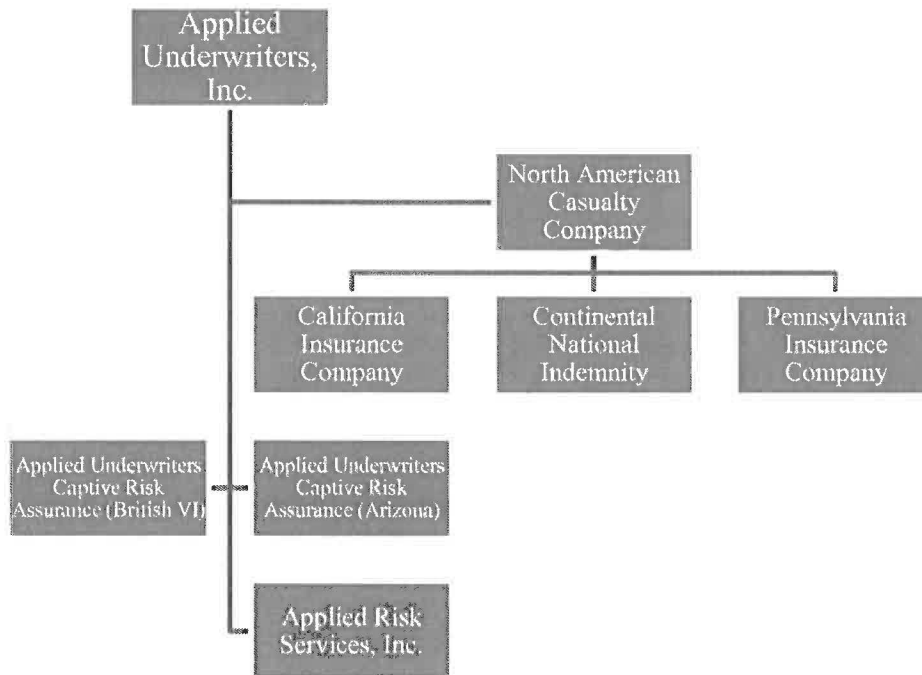 Applied
Underwriters,
Inc.
North American
Casualty
Company
California
Insurance
Company
Continental
National
Indemnity
Pennsylvania
Insurance
Company
Applied Underwriters
Captive Risk
Assurance (British VI)
Applied Underwriters
Captive Risk
Assurance (Arizona)
Applied Risk
Services, Inc.